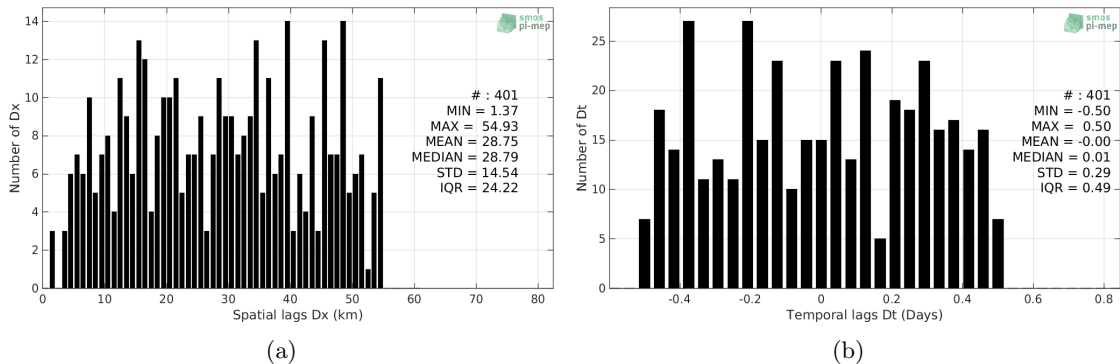 14
12
10
8
6
4
2
0
Number of Dx
smos
pi-mep
# : 401
MIN = 1.37
MAX = 54.93
MEAN = 28.75
MEDIAN = 28.79
STD = 14.54
IQR = 24.22
0 10 20 30 40 50 60 70 80
Spatial lags Dx (km)
(a)
25
20
15
10
5
0
Number of Dt
smos
pi-mep
# : 401
MIN = -0.50
MAX = 0.50
MEAN = -0.00
MEDIAN = 0.01
STD = 0.29
IQR = 0.49
-0.4 -0.2 0 0.2 0.4 0.6 0.8
Temporal lags Dt (Days)
(b)